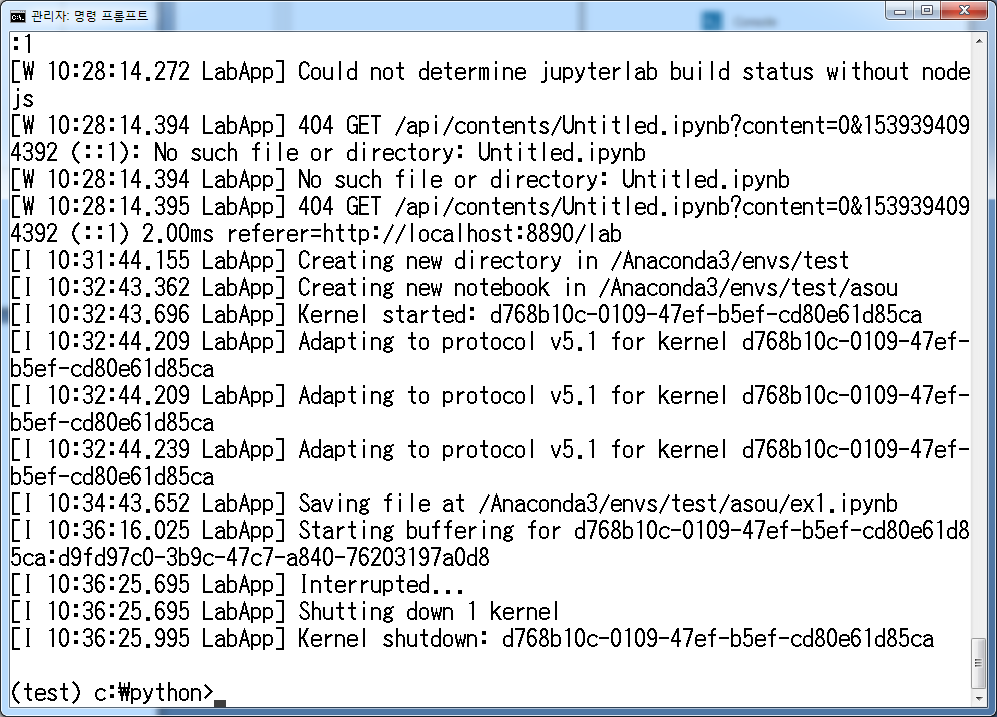 관리자: 명령 프롬프트
Console
:1
[W 10:28:14.272 LabApp] Could not determine jupyterlab build status without node
js
[W 10:28:14.394 LabApp] 404 GET /api/contents/Untitled.ipynb?content=0&153939409
4392 (::1): No such file or directory: Untitled.ipynb
[W 10:28:14.394 LabApp] No such file or directory: Untitled.ipynb
[W 10:28:14.395 LabApp] 404 GET /api/contents/Untitled.ipynb?content=0&153939409
4392 (::1) 2.00ms referer=http://localhost:8890/lab
[I 10:31:44.155 LabApp] Creating new directory in /Anaconda3/envs/test
[I 10:32:43.362 LabApp] Creating new notebook in /Anaconda3/envs/test/asou
[I 10:32:43.696 LabApp] Kernel started: d768b10c-0109-47ef-b5ef-cd80e61d85ca
[I 10:32:44.209 LabApp] Adapting to protocol v5.1 for kernel d768b10c-0109-47ef-
b5ef-cd80e61d85ca
[I 10:32:44.209 LabApp] Adapting to protocol v5.1 for kernel d768b10c-0109-47ef-
b5ef-cd80e61d85ca
[I 10:32:44.239 LabApp] Adapting to protocol v5.1 for kernel d768b10c-0109-47ef-
b5ef-cd80e61d85ca
[I 10:34:43.652 LabApp] Saving file at /Anaconda3/envs/test/asou/ex1.ipynb
[I 10:36:16.025 LabApp] Starting buffering for d768b10c-0109-47ef-b5ef-cd80e61d8
5ca:d9fd97c0-3b9c-47c7-a840-76203197a0d8
[I 10:36:25.695 LabApp] Interrupted...
[I 10:36:25.695 LabApp] Shutting down 1 kernel
[I 10:36:25.995 LabApp] Kernel shutdown: d768b10c-0109-47ef-b5ef-cd80e61d85ca
(test) c:₩python>